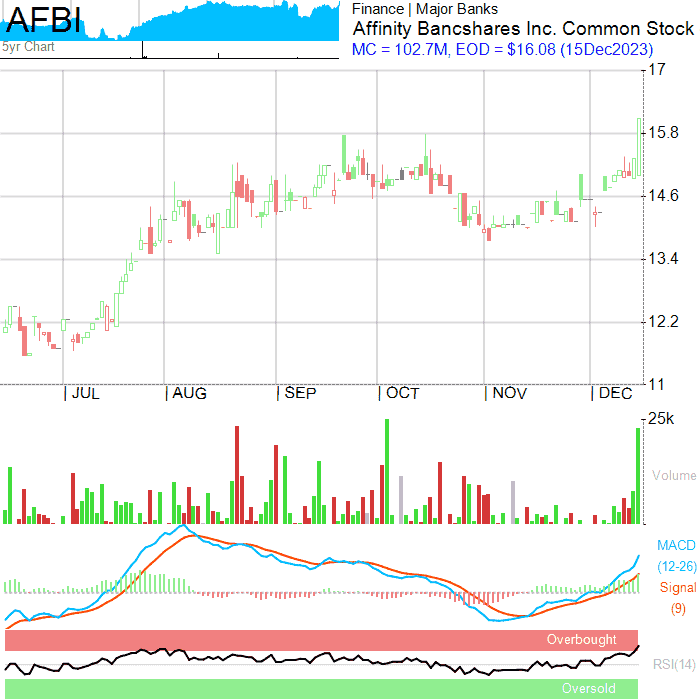 AFBI
5yr Chart
Finance | Major Banks
Affinity Bancshares Inc. Common Stock
MC = 102.7M, EOD = $16.08 (15Dec2023)
17
15.8
14.6
13.4
12.2
11
| JUL | AUG | SEP | OCT | NOV | DEC
25k
Volume
MACD
(12-26)
Signal
(9)
Overbought
RSI(14)
Oversold